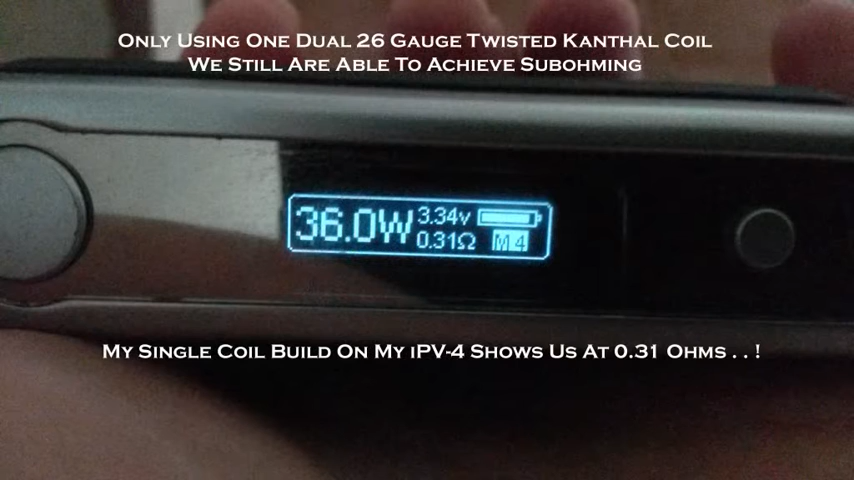 Only Using One Dual 26 Gauge Twisted Kanthal Coil
We Still Are Able To Achieve Subohming
36.0W 3.34v
0.31Ω M 4
My Single Coil Build On My iPV-4 Shows Us At 0.31 Ohms . . !